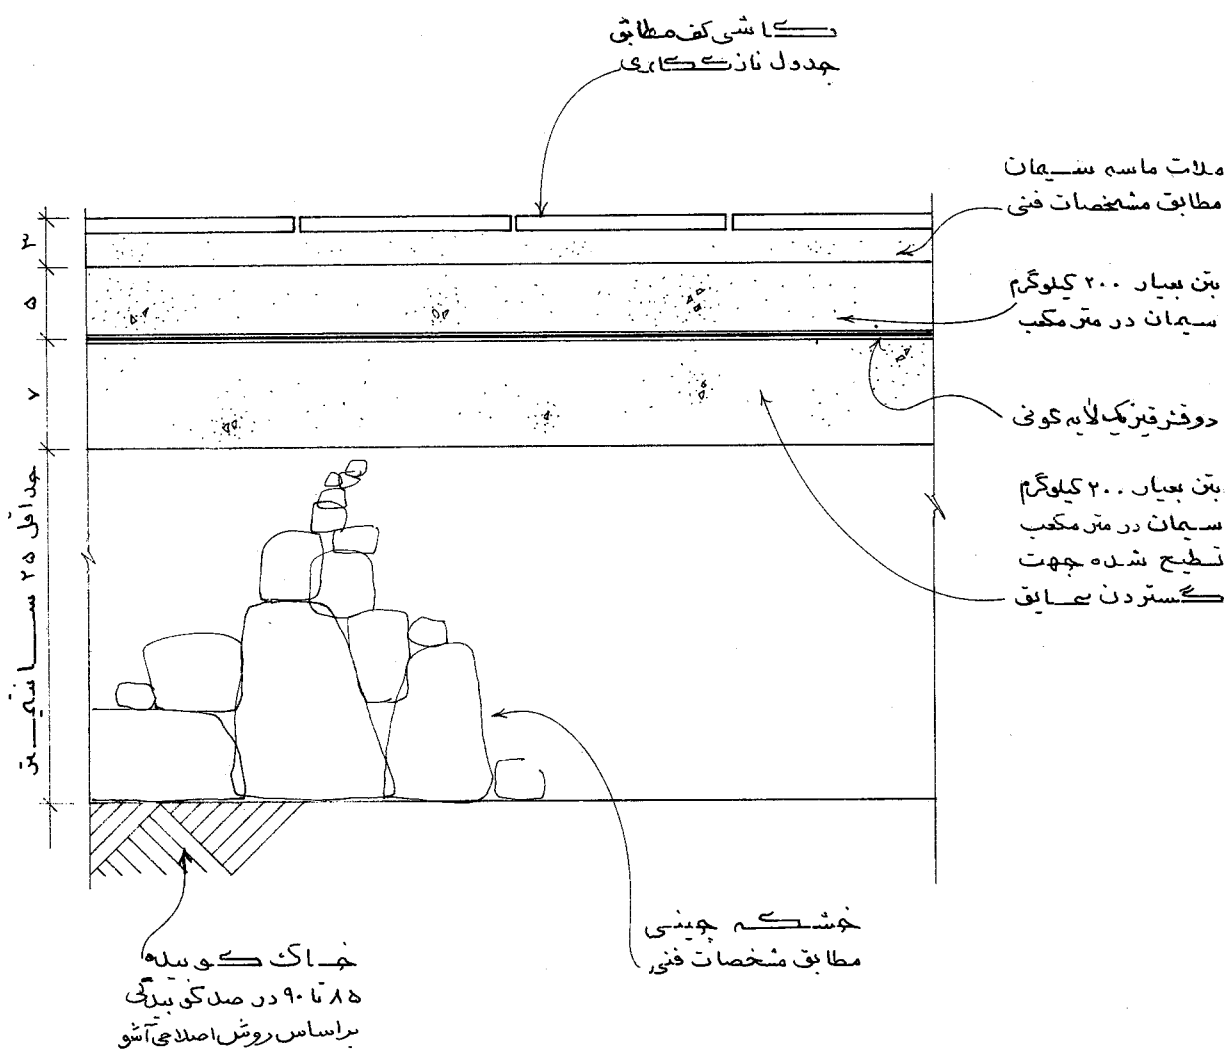 کاشی کف مطابق
جدول نازک کاری
ملات ماسه سیمان
مطابق مشخصات فنی
بتن بعیار ۲۰۰ کیلوگرم
سیمان در متر مکعب
دو قشر قیر یک لایه گونی
بتن بعیار ۲۰۰ کیلوگرم
سیمان در متر مکعب
تسطیح شده جهت
گستردن عایق
۳
۵
۷
حداقل ۲۵ سانتیمتر
خشکه چینی
مطابق مشخصات فنی
خاک کوبیده
۸۵ تا ۹۰ در صد کوبیدگی
براساس روش اصلاحی آشو